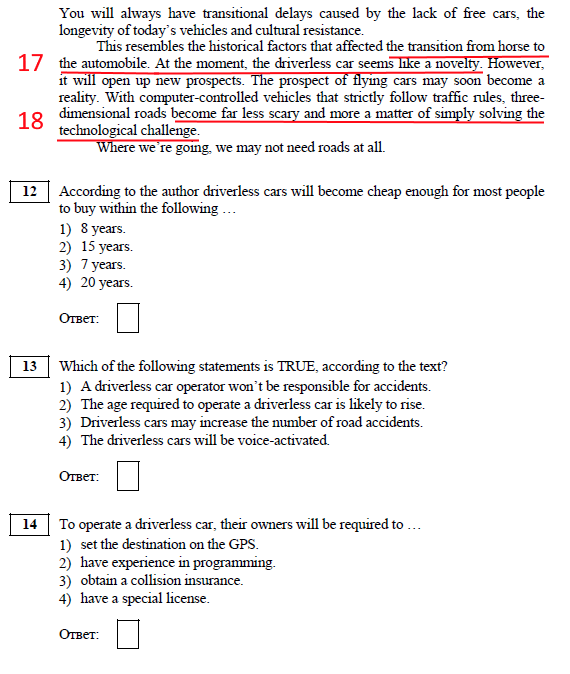 You will always have transitional delays caused by the lack of free cars, the
longevity of today's vehicles and cultural resistance.
This resembles the historical factors that affected the transition from horse to
17 the automobile. At the moment, the driverless car seems like a novelty. However,
it will open up new prospects. The prospect of flying cars may soon become a
reality. With computer-controlled vehicles that strictly follow traffic rules, three-
18 dimensional roads become far less scary and more a matter of simply solving the
technological challenge.
Where we're going, we may not need roads at all.
12 According to the author driverless cars will become cheap enough for most people
to buy within the following …
1) 8 years.
2) 15 years.
3) 7 years.
4) 20 years.
Ответ:
13 Which of the following statements is TRUE, according to the text?
1) A driverless car operator won't be responsible for accidents.
2) The age required to operate a driverless car is likely to rise.
3) Driverless cars may increase the number of road accidents.
4) The driverless cars will be voice-activated.
Ответ:
14 To operate a driverless car, their owners will be required to …
1) set the destination on the GPS.
2) have experience in programming.
3) obtain a collision insurance.
4) have a special license.
Ответ: